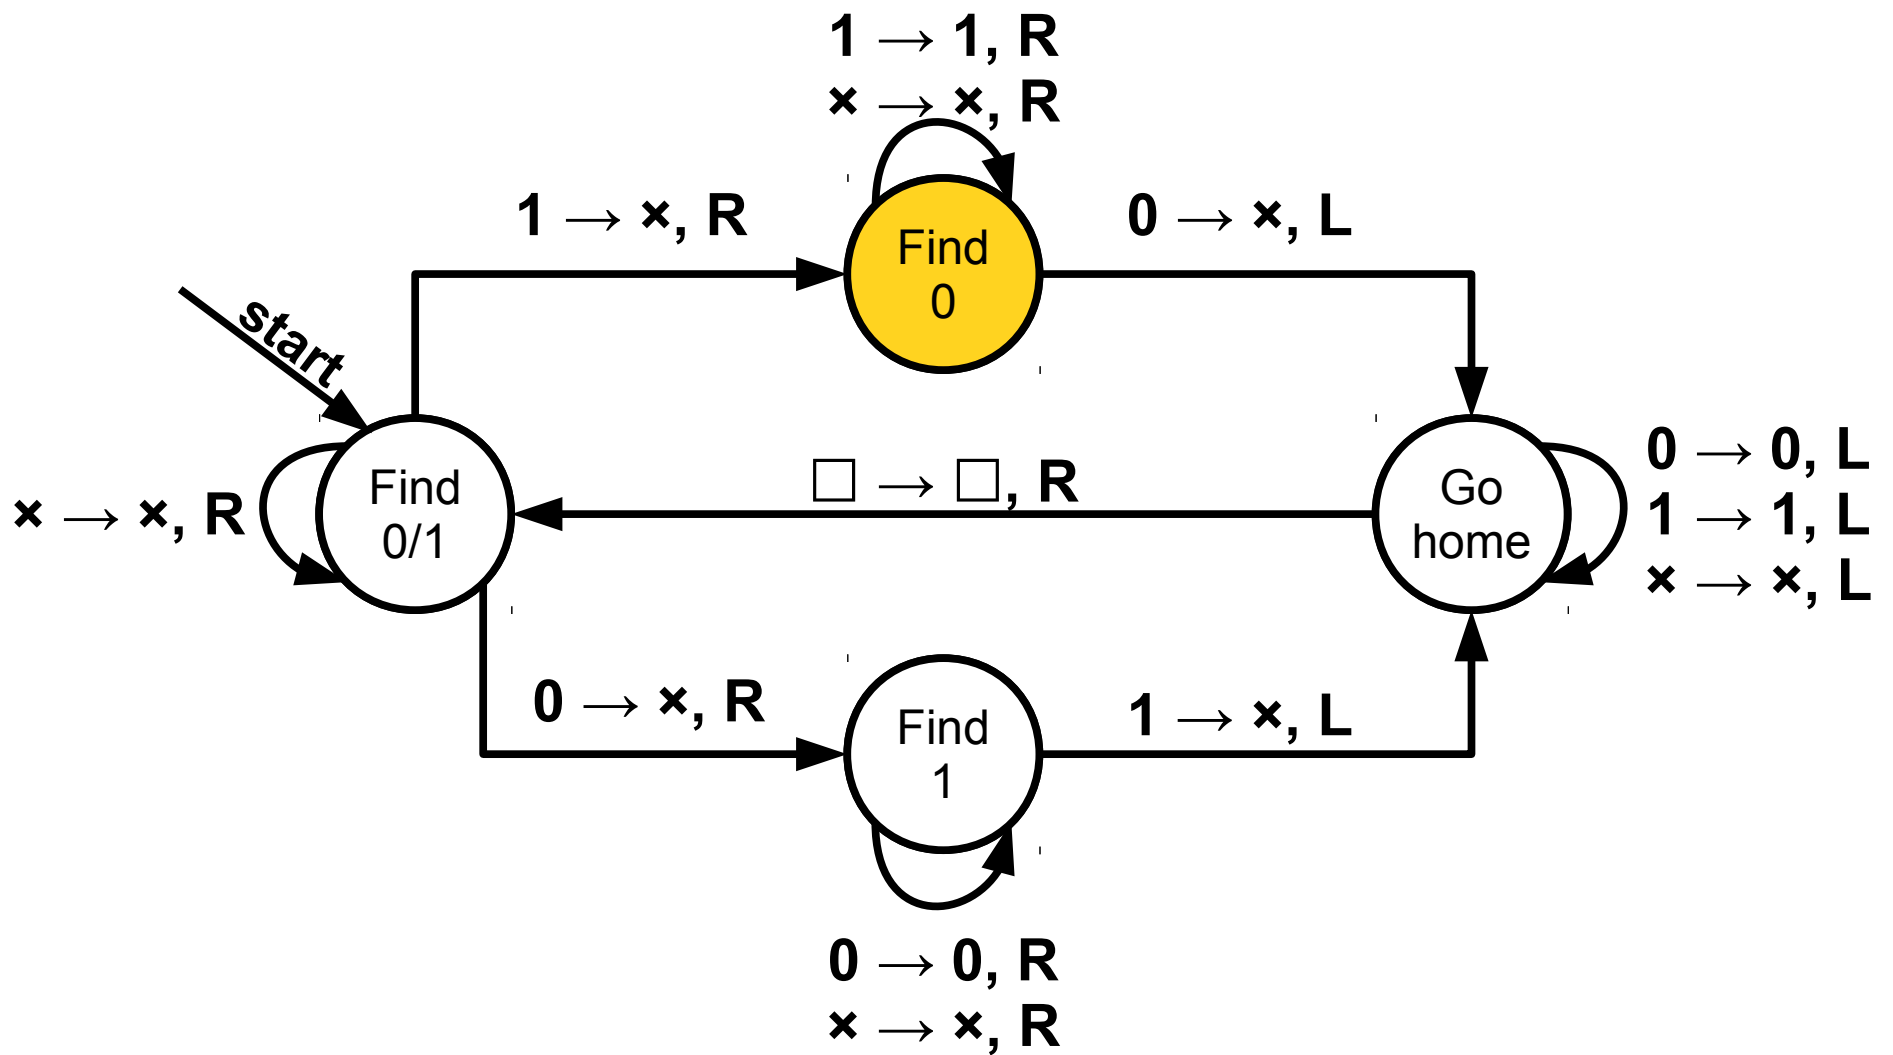 1 → 1, R
× → ×, R
1 → ×, R
Find
0
0 → ×, L
start
Find
0/1
× → ×, R
□ → □, R
Go
home
0 → 0, L
1 → 1, L
× → ×, L
0 → ×, R
Find
1
1 → ×, L
0 → 0, R
× → ×, R